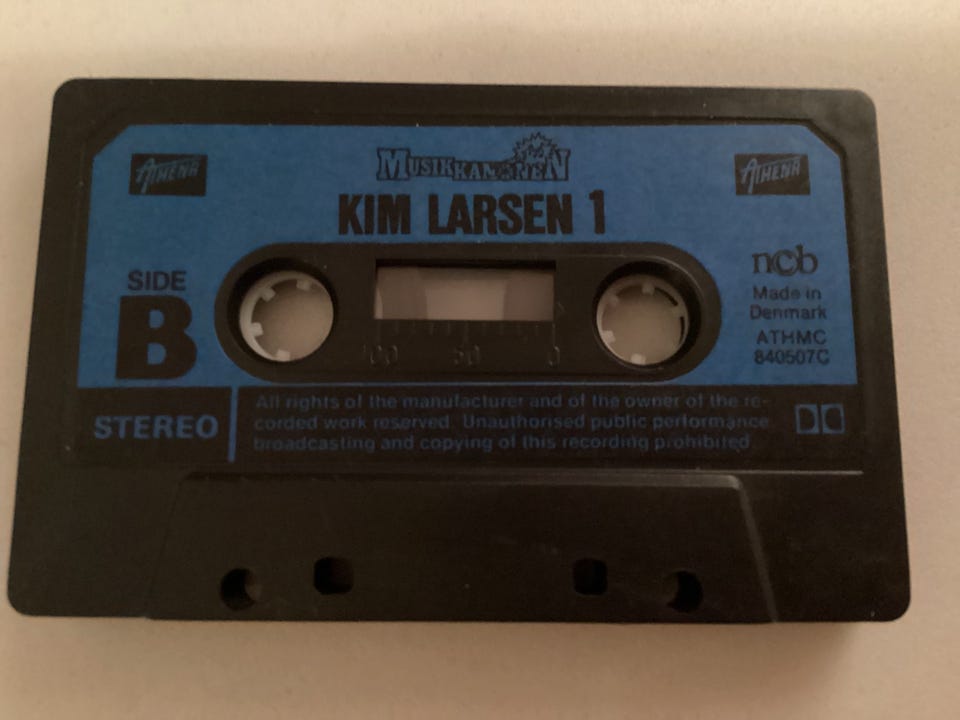 ATHENA
MUSIKKANONEN
ATHENA
KIM LARSEN 1
SIDE
B
ncb
Made in
Denmark
ATHMC
840507C
100 50 0
STEREO
All rights of the manufacturer and of the owner of the re-
corded work reserved. Unauthorised public performance
broadcasting and copying of this recording prohibited